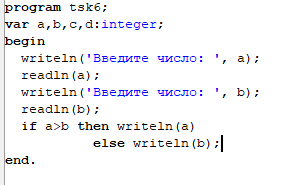 program tsk6;
var a,b,c,d:integer;
begin
writeln('Введите число: ', a);
readln(a);
writeln('Введите число: ', b);
readln(b);
if a>b then writeln(a)
else writeln(b);
end.